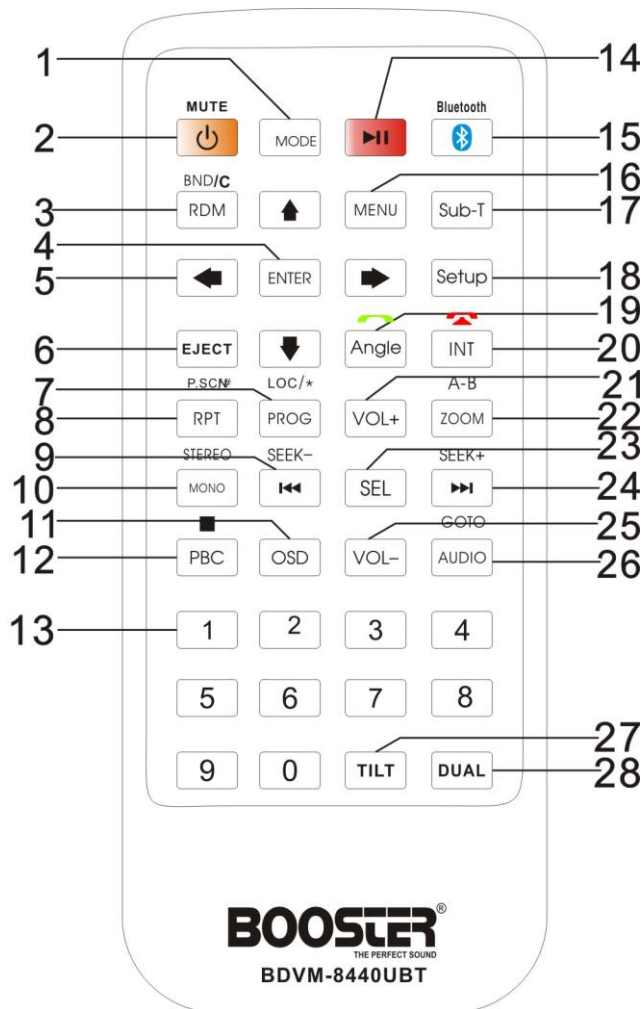 1 14
MUTE Bluetooth
2 MODE 15
BND/C 16
3 RDM MENU Sub-T 17
4
5 ENTER Setup 18
19
6 EJECT Angle INT 20
P.SCN# LOC/* A-B 21
7
8 RPT PROG VOL+ ZOOM 22
STEREO SEEK- SEEK+ 23
9
10 MONO SEL 24
11 GOTO 25
12 PBC OSD VOL- AUDIO 26
13 1 2 3 4
5 6 7 8
27
9 0 TILT DUAL 28
BOOSTER®
THE PERFECT SOUND
BDVM-8440UBT